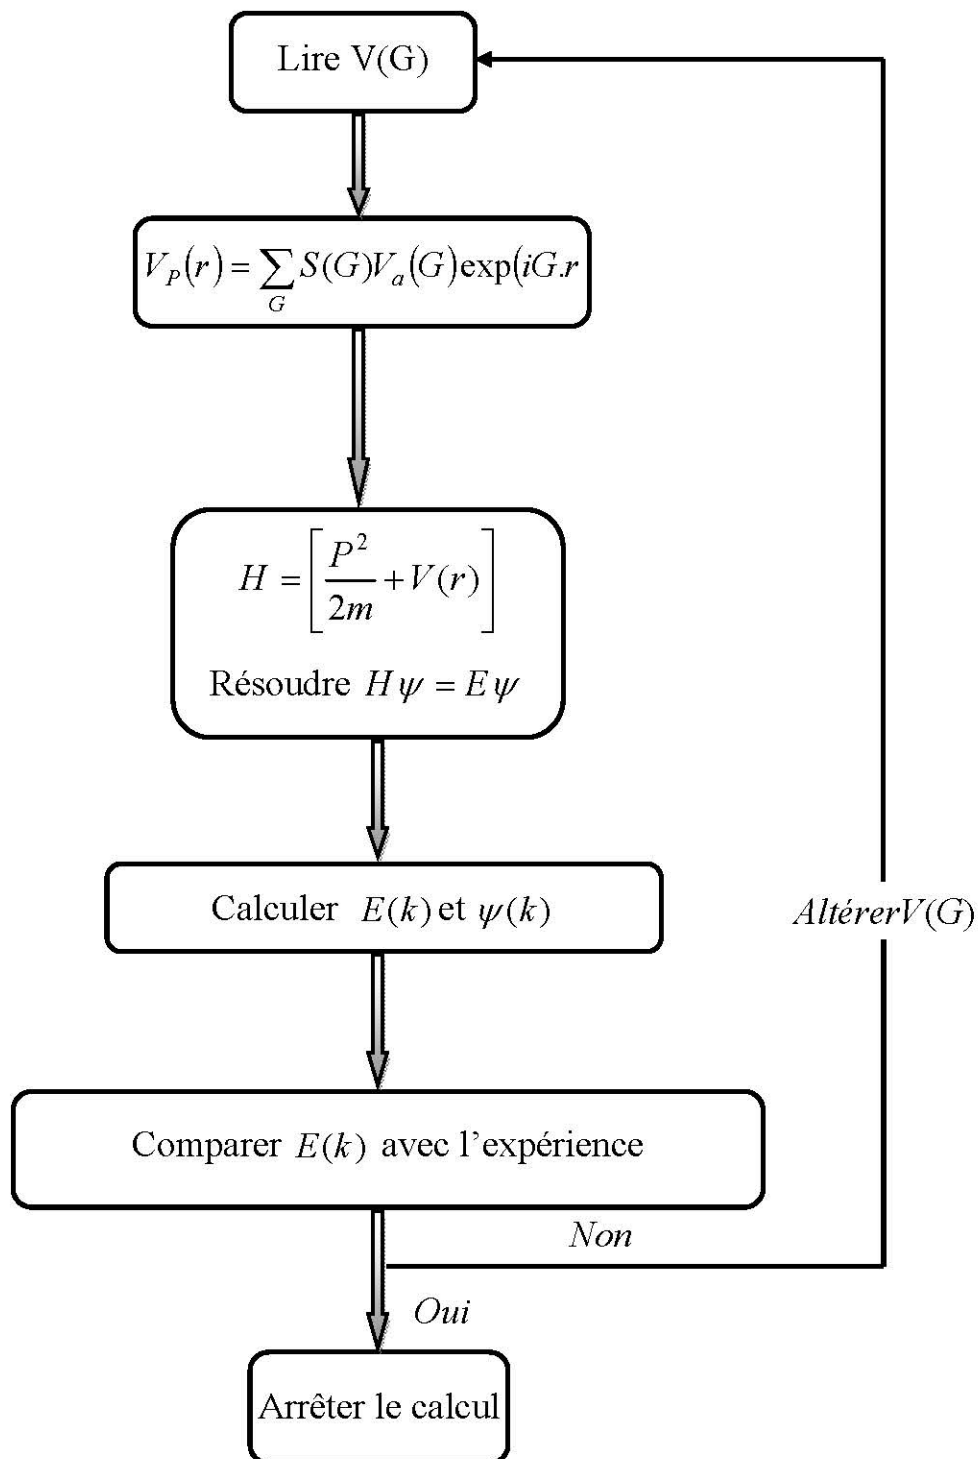 Lire V(G)
V_P(r) = ∑_G S(G)V_a(G)exp(iG.r
H = [P²/2m + V(r)]
Résoudre Hψ = Eψ
Calculer E(k) et ψ(k)
AltérerV(G)
Comparer E(k) avec l’expérience
Non
Oui
Arrêter le calcul